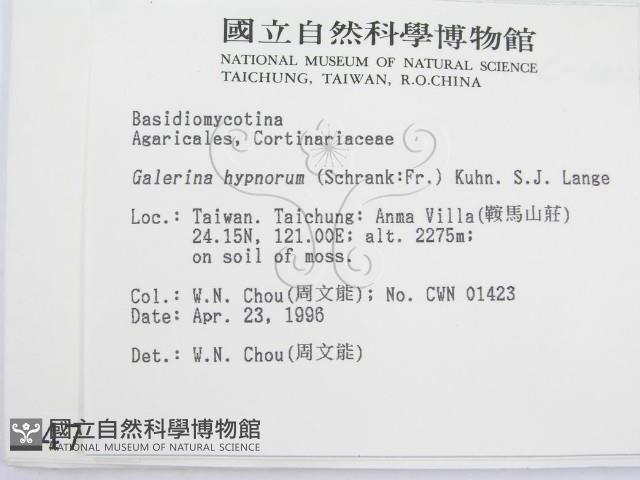 國立自然科學博物館
NATIONAL MUSEUM OF NATURAL SCIENCE
TAICHUNG, TAIWAN, R.O.CHINA
Basidiomycotina
Agaricales, Cortinariaceae
Galerina hypnorum (Schrank:Fr.) Kuhn. S.J. Lange
Loc.: Taiwan. Taichung: Anma Villa(鞍馬山莊)
24.15N, 121.00E; alt. 2275m;
on soil of moss.
Col.: W.N. Chou(周文能); No. CWN 01423
Date: Apr. 23, 1996
Det.: W.N. Chou(周文能)
47
國立自然科學博物館
NATIONAL MUSEUM OF NATURAL SCIENCE